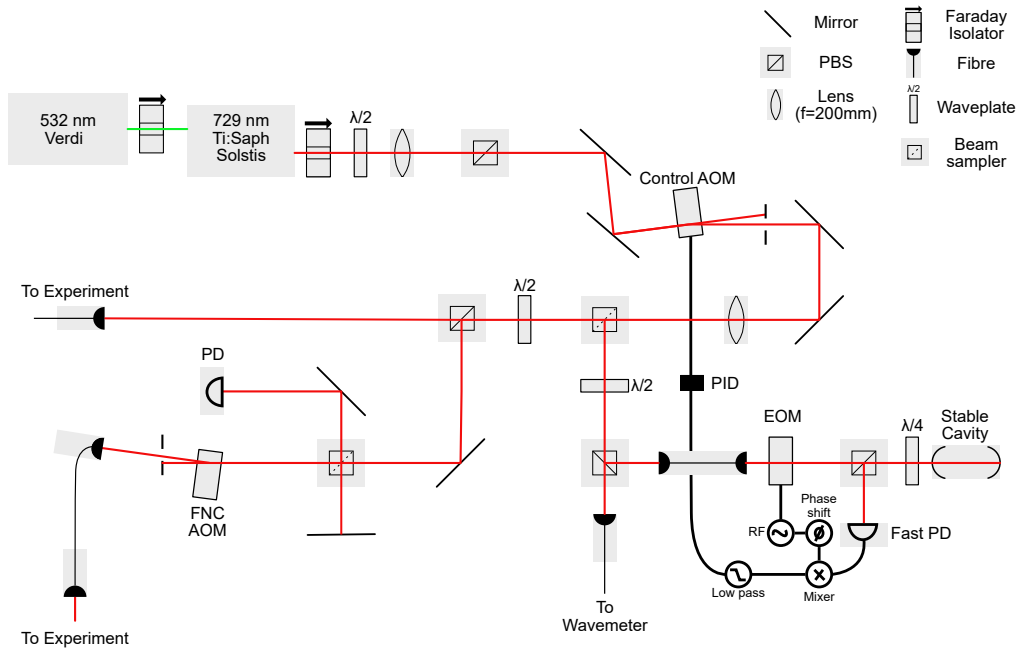 Mirror
Faraday
Isolator
PBS
Fibre
Lens
(f=200mm)
λ/2
Waveplate
Beam
sampler
532 nm
Verdi
729 nm
Ti:Saph
Solstis
λ/2
Control AOM
To Experiment
λ/2
PD
λ/2
PID
EOM
λ/4
Stable
Cavity
FNC
AOM
Phase
shift
RF
ø
Fast PD
Low pass
X
Mixer
To
Wavemeter
To Experiment